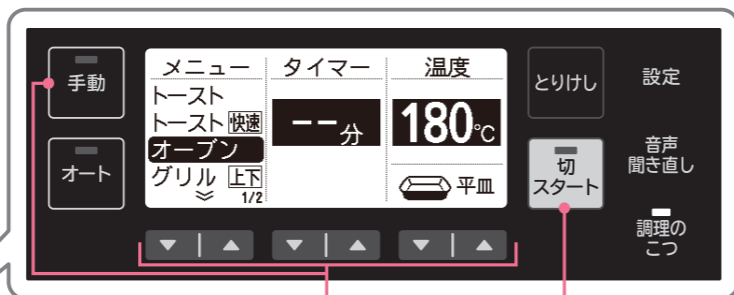 手動
オート
メニュー
トースト
トースト 快速
オーブン
グリル 上下
1/2
タイマー
--分
温度
180℃
平皿
とりけし
切
スタート
設定
音声
聞き直し
調理の
こつ
▼ ▲ ▼ ▲ ▼ ▲